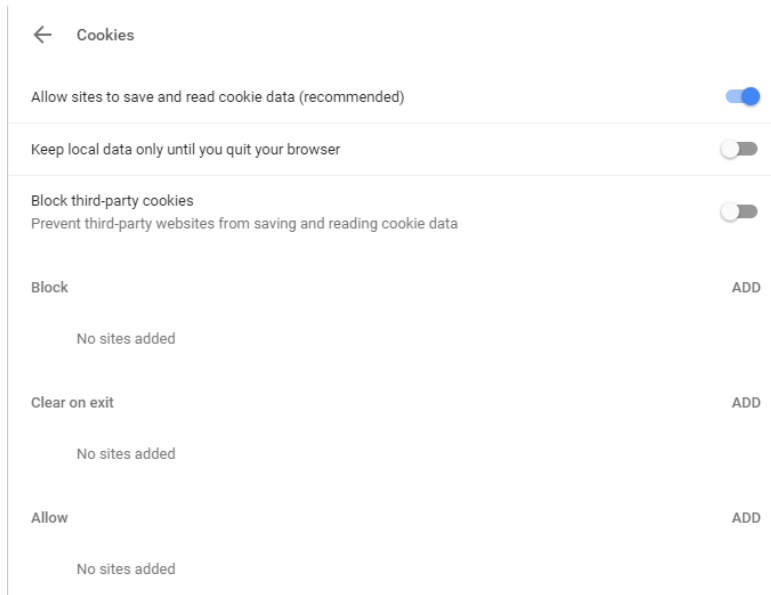 Cookies
Allow sites to save and read cookie data (recommended)
Keep local data only until you quit your browser
Block third-party cookies
Prevent third-party websites from saving and reading cookie data
Block ADD
No sites added
Clear on exit ADD
No sites added
Allow ADD
No sites added